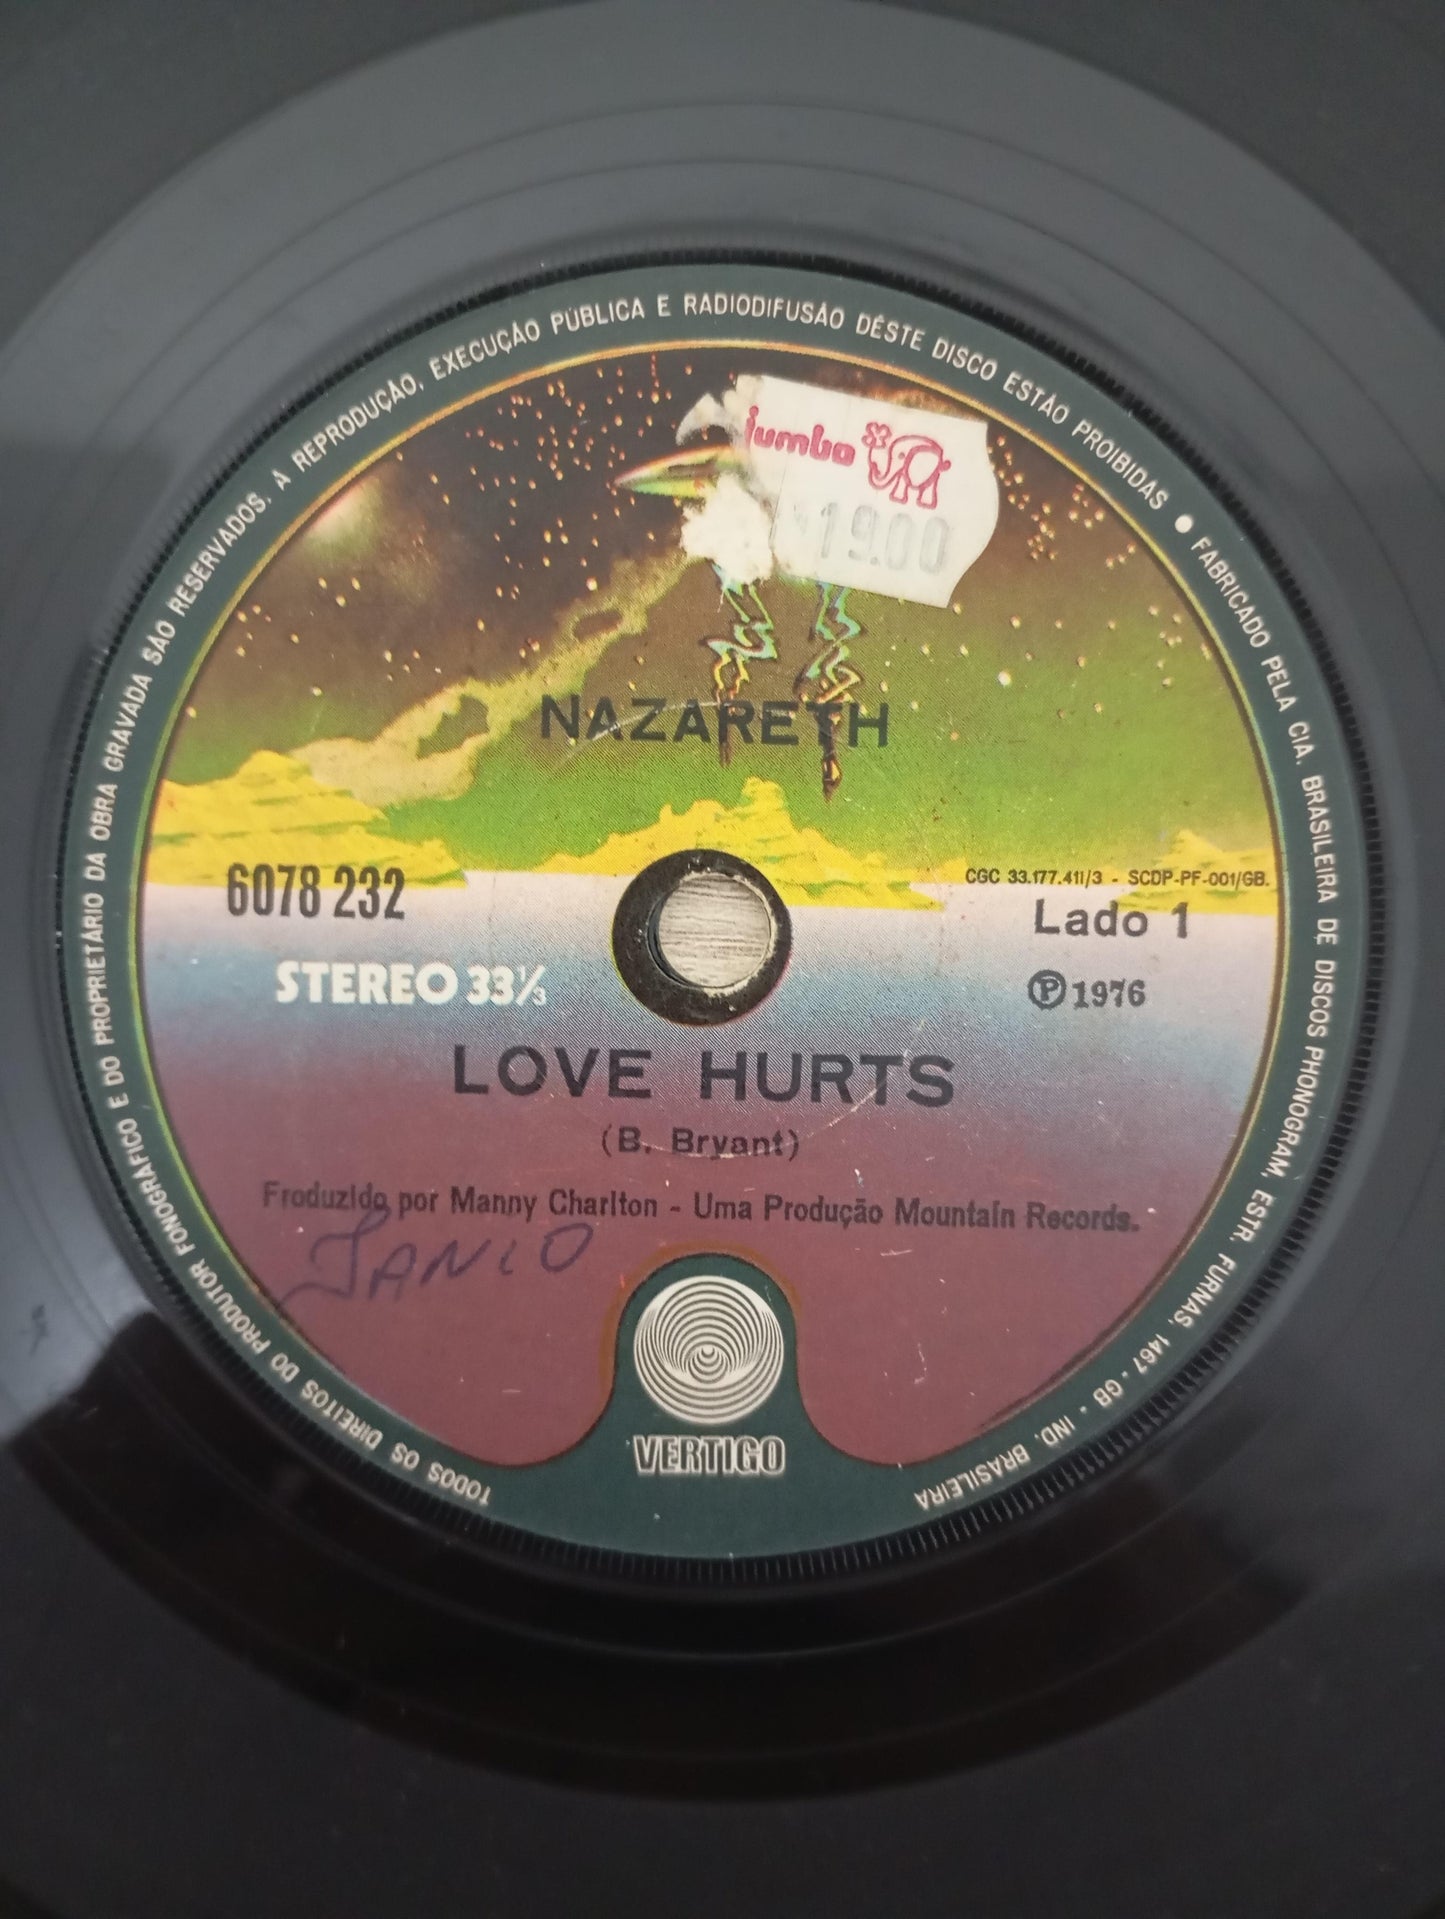 TODOS OS DIREITOS DO PRODUTOR FONOGRÁFICO E DO PROPRIETÁRIO DA OBRA GRAVADA SÃO RESERVADOS. A REPRODUÇÃO, EXECUÇÃO PÚBLICA E RADIODIFUSÃO DÊSTE DISCO ESTÃO PROIBIDAS • FABRICADO PELA CIA. BRASILEIRA DE DISCOS PHONOGRAM, ESTR. FURNAS, 1467 - GB - IND. BRASILEIRA
jumbo
19.00
NAZARETH
6078 232
CGC 33.177.411/3 - SCDP-PF-001/GB.
Lado 1
STEREO 33⅓
Ⓟ 1976
LOVE HURTS
(B. Bryant)
Produzido por Manny Charlton - Uma Produção Mountain Records.
JANIO
VERTIGO